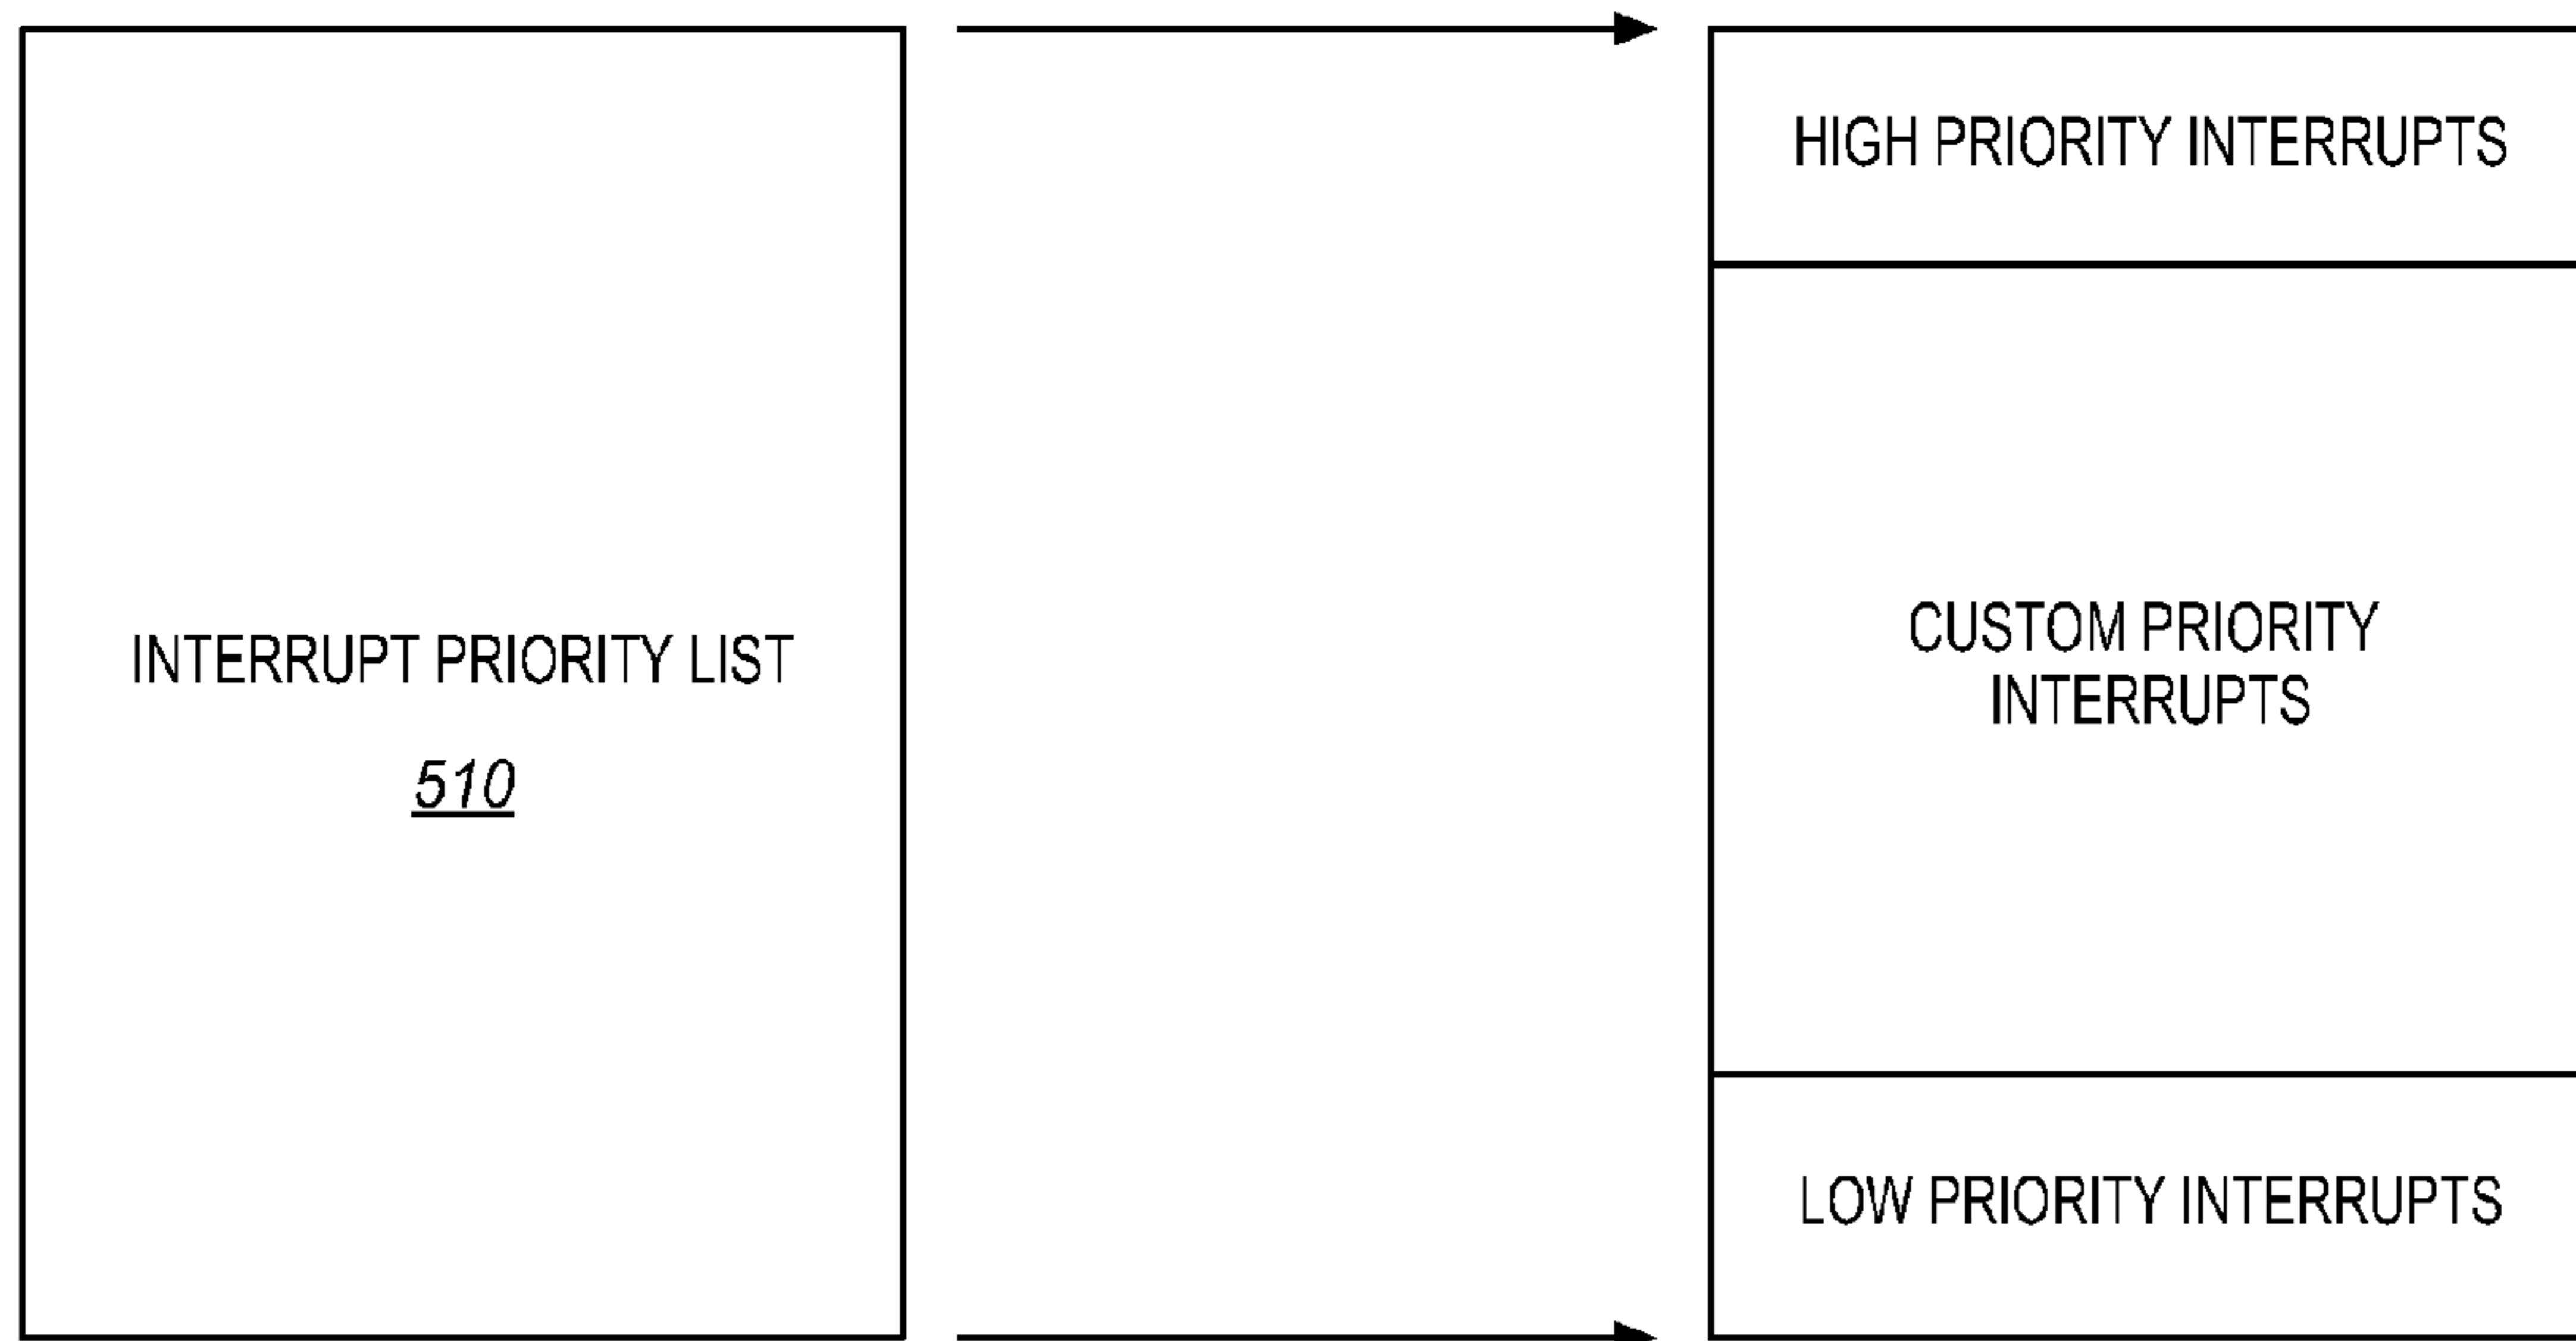 INTERRUPT PRIORITY LIST
510
HIGH PRIORITY INTERRUPTS
CUSTOM PRIORITY
INTERRUPTS
LOW PRIORITY INTERRUPTS